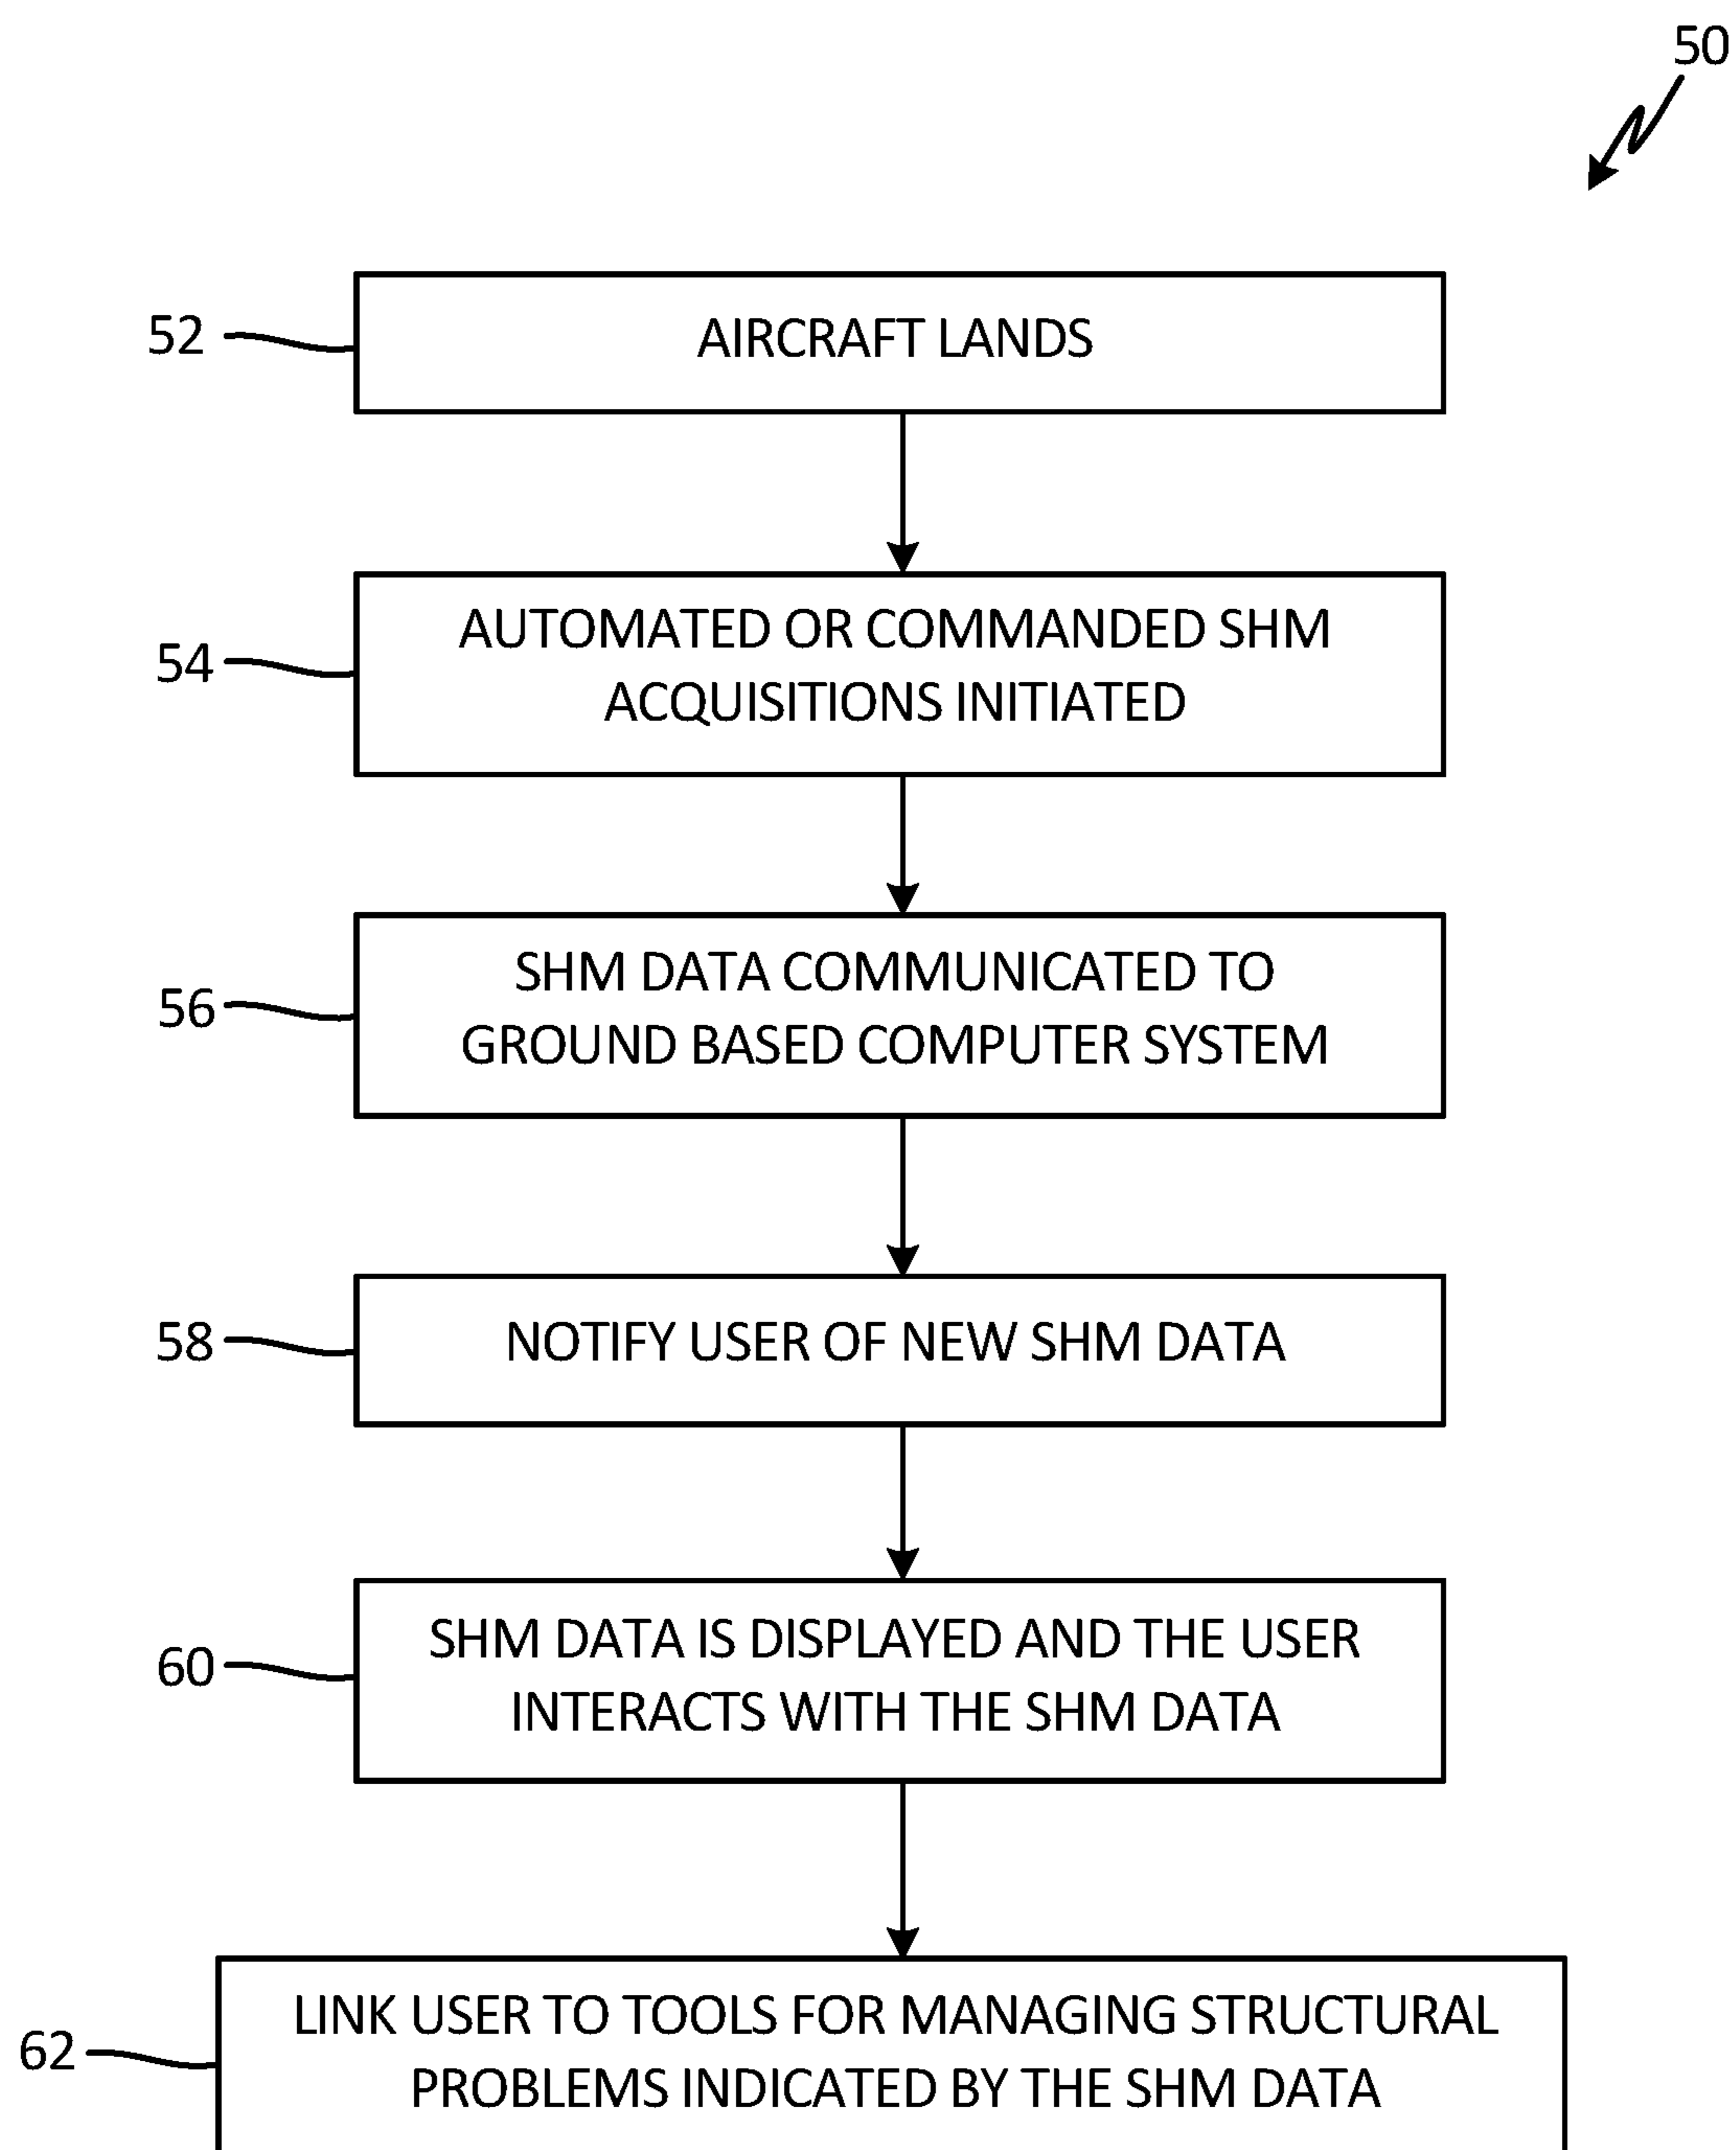 50
52
AIRCRAFT LANDS
54
AUTOMATED OR COMMANDED SHM
ACQUISITIONS INITIATED
56
SHM DATA COMMUNICATED TO
GROUND BASED COMPUTER SYSTEM
58
NOTIFY USER OF NEW SHM DATA
60
SHM DATA IS DISPLAYED AND THE USER
INTERACTS WITH THE SHM DATA
62
LINK USER TO TOOLS FOR MANAGING STRUCTURAL
PROBLEMS INDICATED BY THE SHM DATA